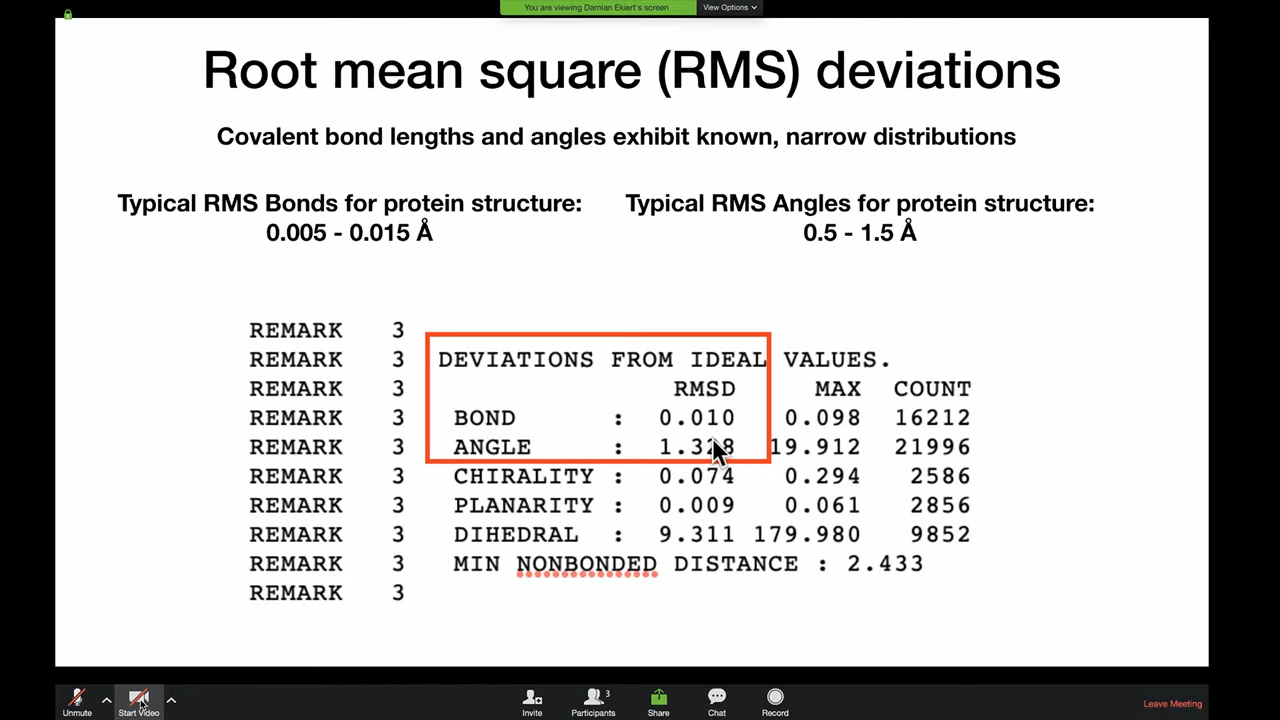 You are viewing Damian Ekiert's screen View Options
Root mean square (RMS) deviations
Covalent bond lengths and angles exhibit known, narrow distributions
Typical RMS Bonds for protein structure:
0.005 - 0.015 Å
Typical RMS Angles for protein structure:
0.5 - 1.5 Å
REMARK 3
REMARK 3 DEVIATIONS FROM IDEAL VALUES.
REMARK 3 RMSD MAX COUNT
REMARK 3 BOND : 0.010 0.098 16212
REMARK 3 ANGLE : 19.912 21996
REMARK 3 CHIRALITY : 0.074 0.294 2586
REMARK 3 PLANARITY : 0.009 0.061 2856
REMARK 3 DIHEDRAL : 9.311 179.980 9852
REMARK 3 MIN NONBONDED DISTANCE : 2.433
REMARK 3
Unmute Start Video Invite Participants 3 Share Chat Record Leave Meeting